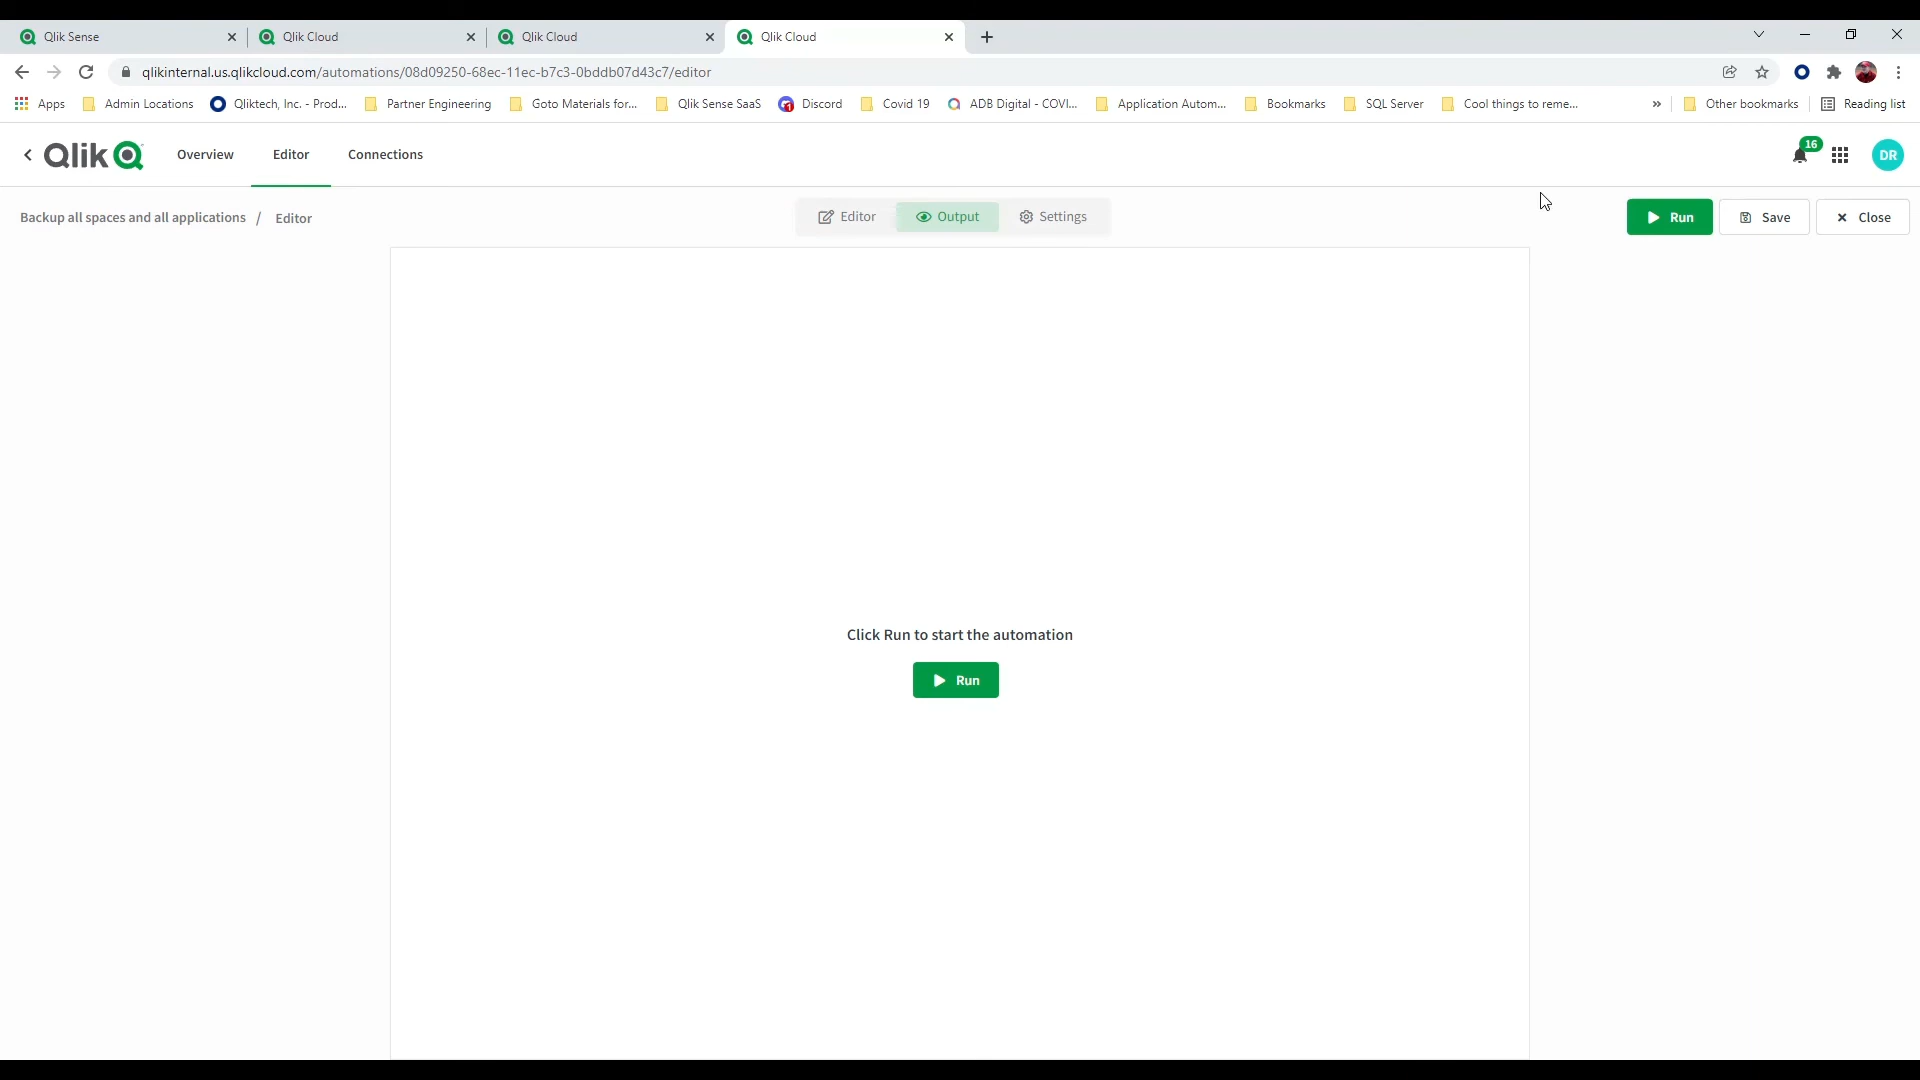 Qlik Sense
Qlik Cloud
Qlik Cloud
Qlik Cloud
qlikinternal.us.qlikcloud.com/automations/08d09250-68ec-11ec-b7c3-0bddb07d43c7/editor
Apps
Admin Locations
Qliktech, Inc. - Prod...
Partner Engineering
Goto Materials for...
Qlik Sense SaaS
1
Discord
Covid 19
ADB Digital - COVI...
Application Autom...
Bookmarks
SQL Server
Cool things to reme...
»
Other bookmarks
Reading list
Qlik
Overview
Editor
Connections
16
DR
Backup all spaces and all applications / Editor
Editor
Output
Settings
Run
Save
Close
Click Run to start the automation
Run